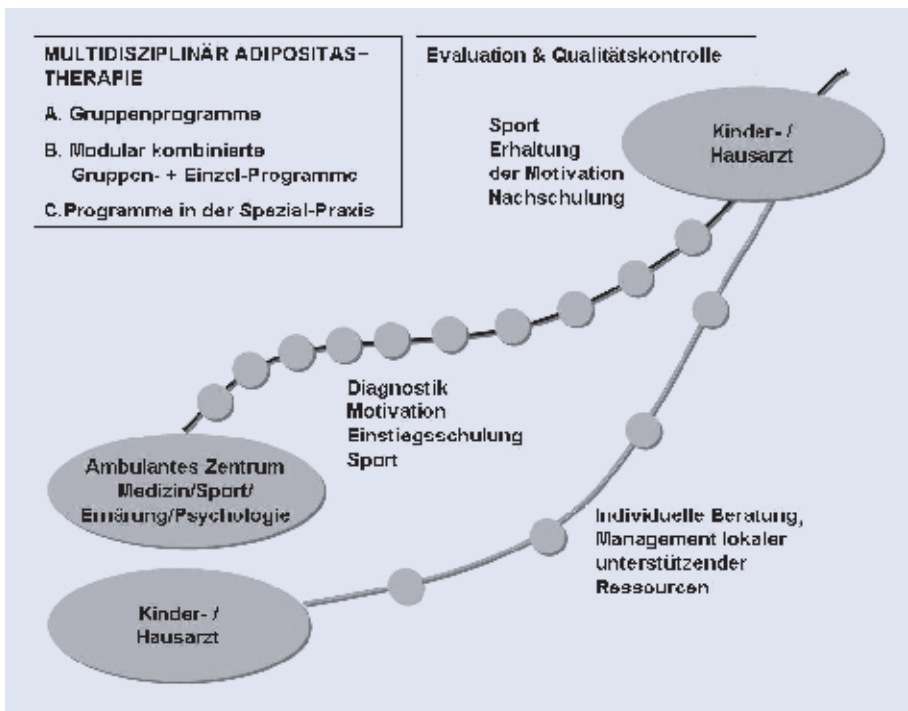 MULTIDISZIPLINÄR ADIPOSITAS-
THERAPIE
A. Gruppenprogramme
B. Modular kombinierte
Gruppen- + Einzel-Programme
C. Programme in der Spezial-Praxis
Evaluation & Qualitätskontrolle
Sport
Erhaltung
der Motivation
Nachschulung
Kinder- /
Hausarzt
Diagnostik
Motivation
Einstiegsschulung
Sport
Ambulantes Zentrum
Medizin/Sport/
Ernärung/Psychologie
Individuelle Beratung,
Management lokaler
unterstützender
Ressourcen
Kinder- /
Hausarzt